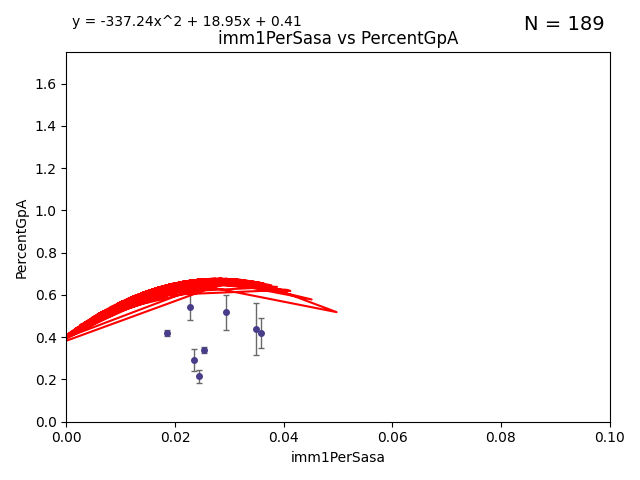 y = -337.24x^2 + 18.95x + 0.41
N = 189
imm1PerSasa vs PercentGpA
1.6
1.4
1.2
1.0
0.8
0.6
0.4
0.2
0.0
PercentGpA
0.00 0.02 0.04 0.06 0.08 0.10
imm1PerSasa